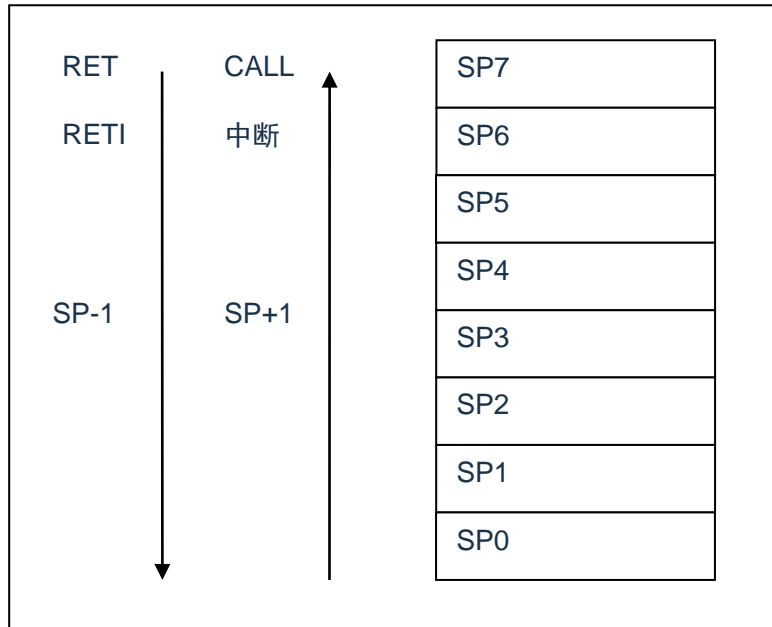 RET CALL SP7
RETI 中断 SP6
SP5
SP4
SP-1 SP+1
SP3
SP2
SP1
SP0